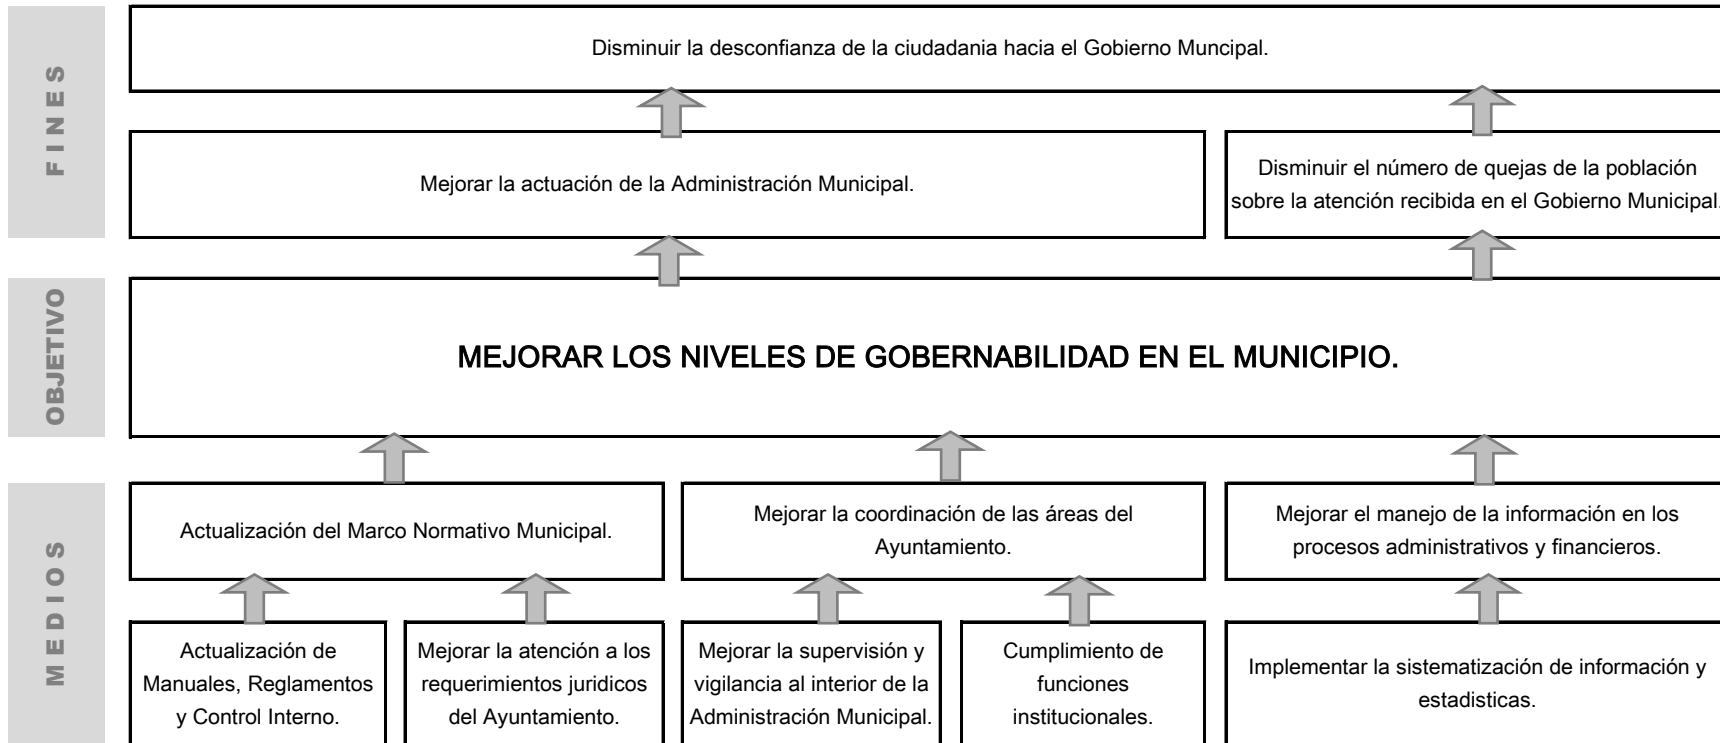 FINES
Disminuir la desconfianza de la ciudadania hacia el Gobierno Muncipal.
Mejorar la actuación de la Administración Municipal.
Disminuir el número de quejas de la población
sobre la atención recibida en el Gobierno Municipal.
OBJETIVO
MEJORAR LOS NIVELES DE GOBERNABILIDAD EN EL MUNICIPIO.
MEDIOS
Actualización del Marco Normativo Municipal.
Mejorar la coordinación de las áreas del
Ayuntamiento.
Mejorar el manejo de la información en los
procesos administrativos y financieros.
Actualización de
Manuales, Reglamentos
y Control Interno.
Mejorar la atención a los
requerimientos juridicos
del Ayuntamiento.
Mejorar la supervisión y
vigilancia al interior de la
Administración Municipal.
Cumplimiento de
funciones
institucionales.
Implementar la sistematización de información y
estadisticas.